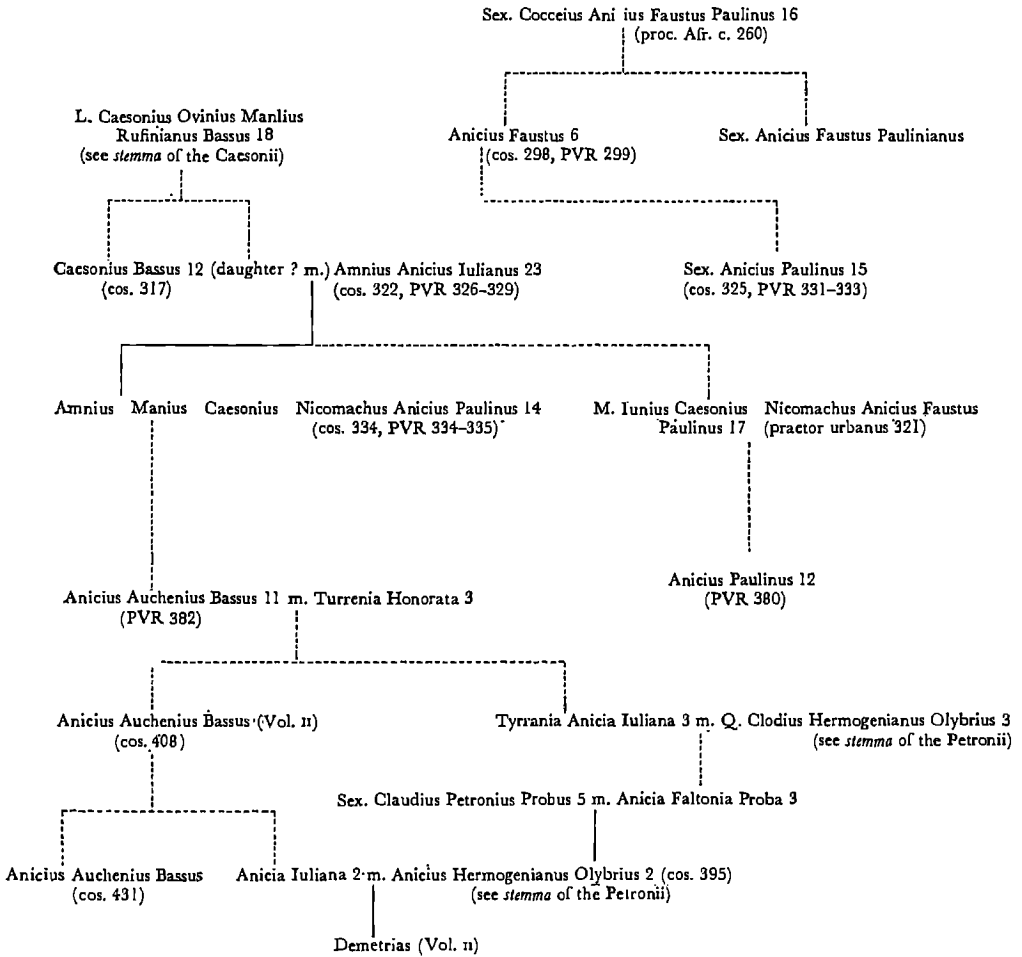 Sex. Cocceius Ani ius Faustus Paulinus 16
(proc. Afr. c. 260)
L. Caesonius Ovinius Manlius
Rufinianus Bassus 18
(see stemma of the Caesonii)
Anicius Faustus 6
(cos. 298, PVR 299)
Sex. Anicius Faustus Paulinianus
Caesonius Bassus 12 (daughter ? m.) Amnius Anicius Iulianus 23
(cos. 317)
(cos. 322, PVR 326–329)
Sex. Anicius Paulinus 15
(cos. 325, PVR 331–333)
Amnius Manius Caesonius Nicomachus Anicius Paulinus 14
(cos. 334, PVR 334–335)
M. Iunius Caesonius
Paulinus 17
Nicomachus Anicius Faustus
(praetor urbanus 321)
Anicius Paulinus 12
(PVR 380)
Anicius Auchenius Bassus 11 m. Turrenia Honorata 3
(PVR 382)
Anicius Auchenius Bassus (Vol. II)
(cos. 408)
Tyrrania Anicia Iuliana 3 m. Q. Clodius Hermogenianus Olybrius 3
(see stemma of the Petronii)
Sex. Claudius Petronius Probus 5 m. Anicia Faltonia Proba 3
Anicius Auchenius Bassus
(cos. 431)
Anicia Iuliana 2 m. Anicius Hermogenianus Olybrius 2 (cos. 395)
(see stemma of the Petronii)
Demetrias (Vol. II)